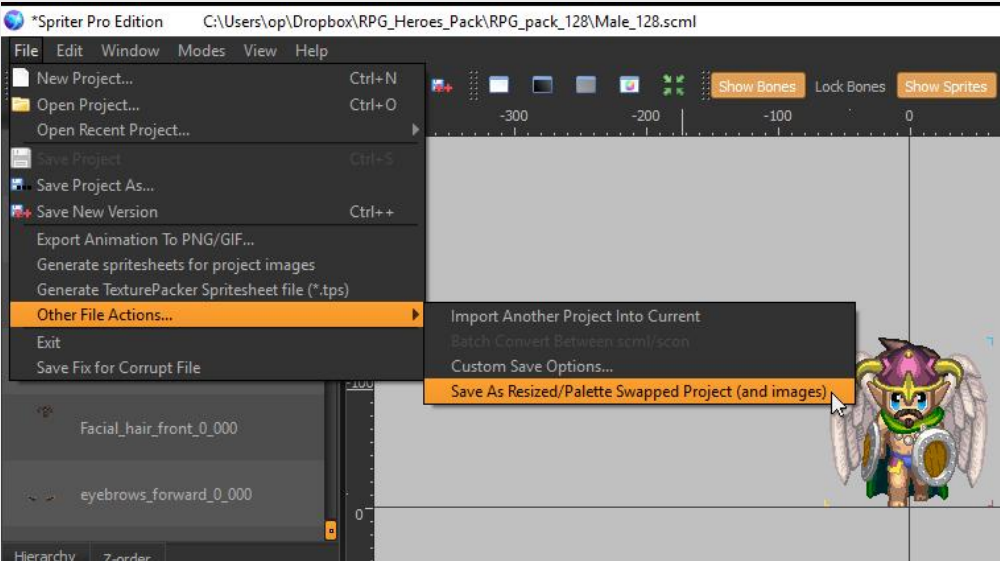 *Spriter Pro Edition C:\Users\op\Dropbox\RPG_Heroes_Pack\RPG_pack_128\Male_128.scml
File Edit Window Modes View Help
New Project... Ctrl+N
Show Bones Lock Bones Show Sprites
Open Project... Ctrl+O
-300 -200 -100 0
Open Recent Project...
Save Project Ctrl+S
Save Project As...
Save New Version Ctrl++
Export Animation To PNG/GIF...
Generate spritesheets for project images
Generate TexturePacker Spritesheet file (*.tps)
Other File Actions...
Import Another Project Into Current
Exit
Batch Convert Between scml/scon
Save Fix for Corrupt File
Custom Save Options...
-100
Save As Resized/Palette Swapped Project (and images)
Facial_hair_front_0_000
eyebrows_forward_0_000
0
Hierarchy Z-order